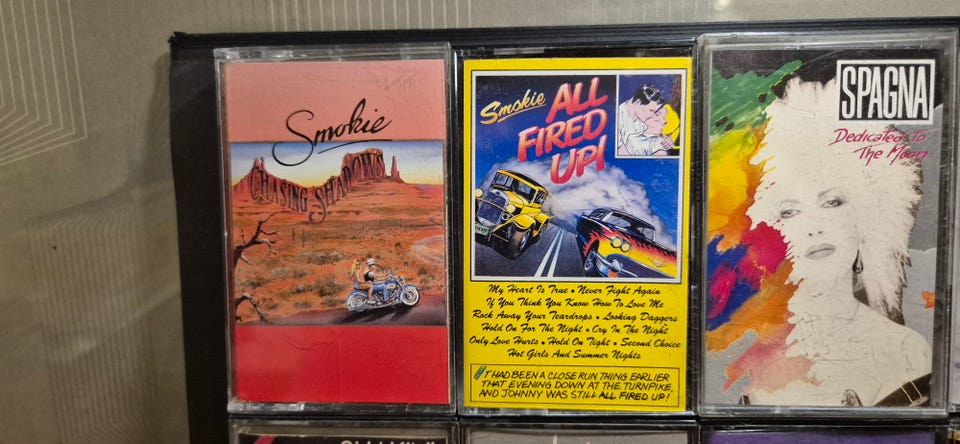 Smokie
CHASING SHADOWS
Smokie
ALL
FIRED
UP!
My Heart Is True • Never Fight Again
If You Think You Know How To Love Me
Rock Away Your Teardrops • Looking Daggers
Hold On For The Night • Cry In The Night
Only Love Hurts • Hold On Tight • Second Choice
Hot Girls And Summer Nights
IT HAD BEEN A CLOSE RUN THING EARLIER
THAT EVENING DOWN AT THE TURNPIKE,
AND JOHNNY WAS STILL ALL FIRED UP!
SPAGNA
Dedicated to
The Moon